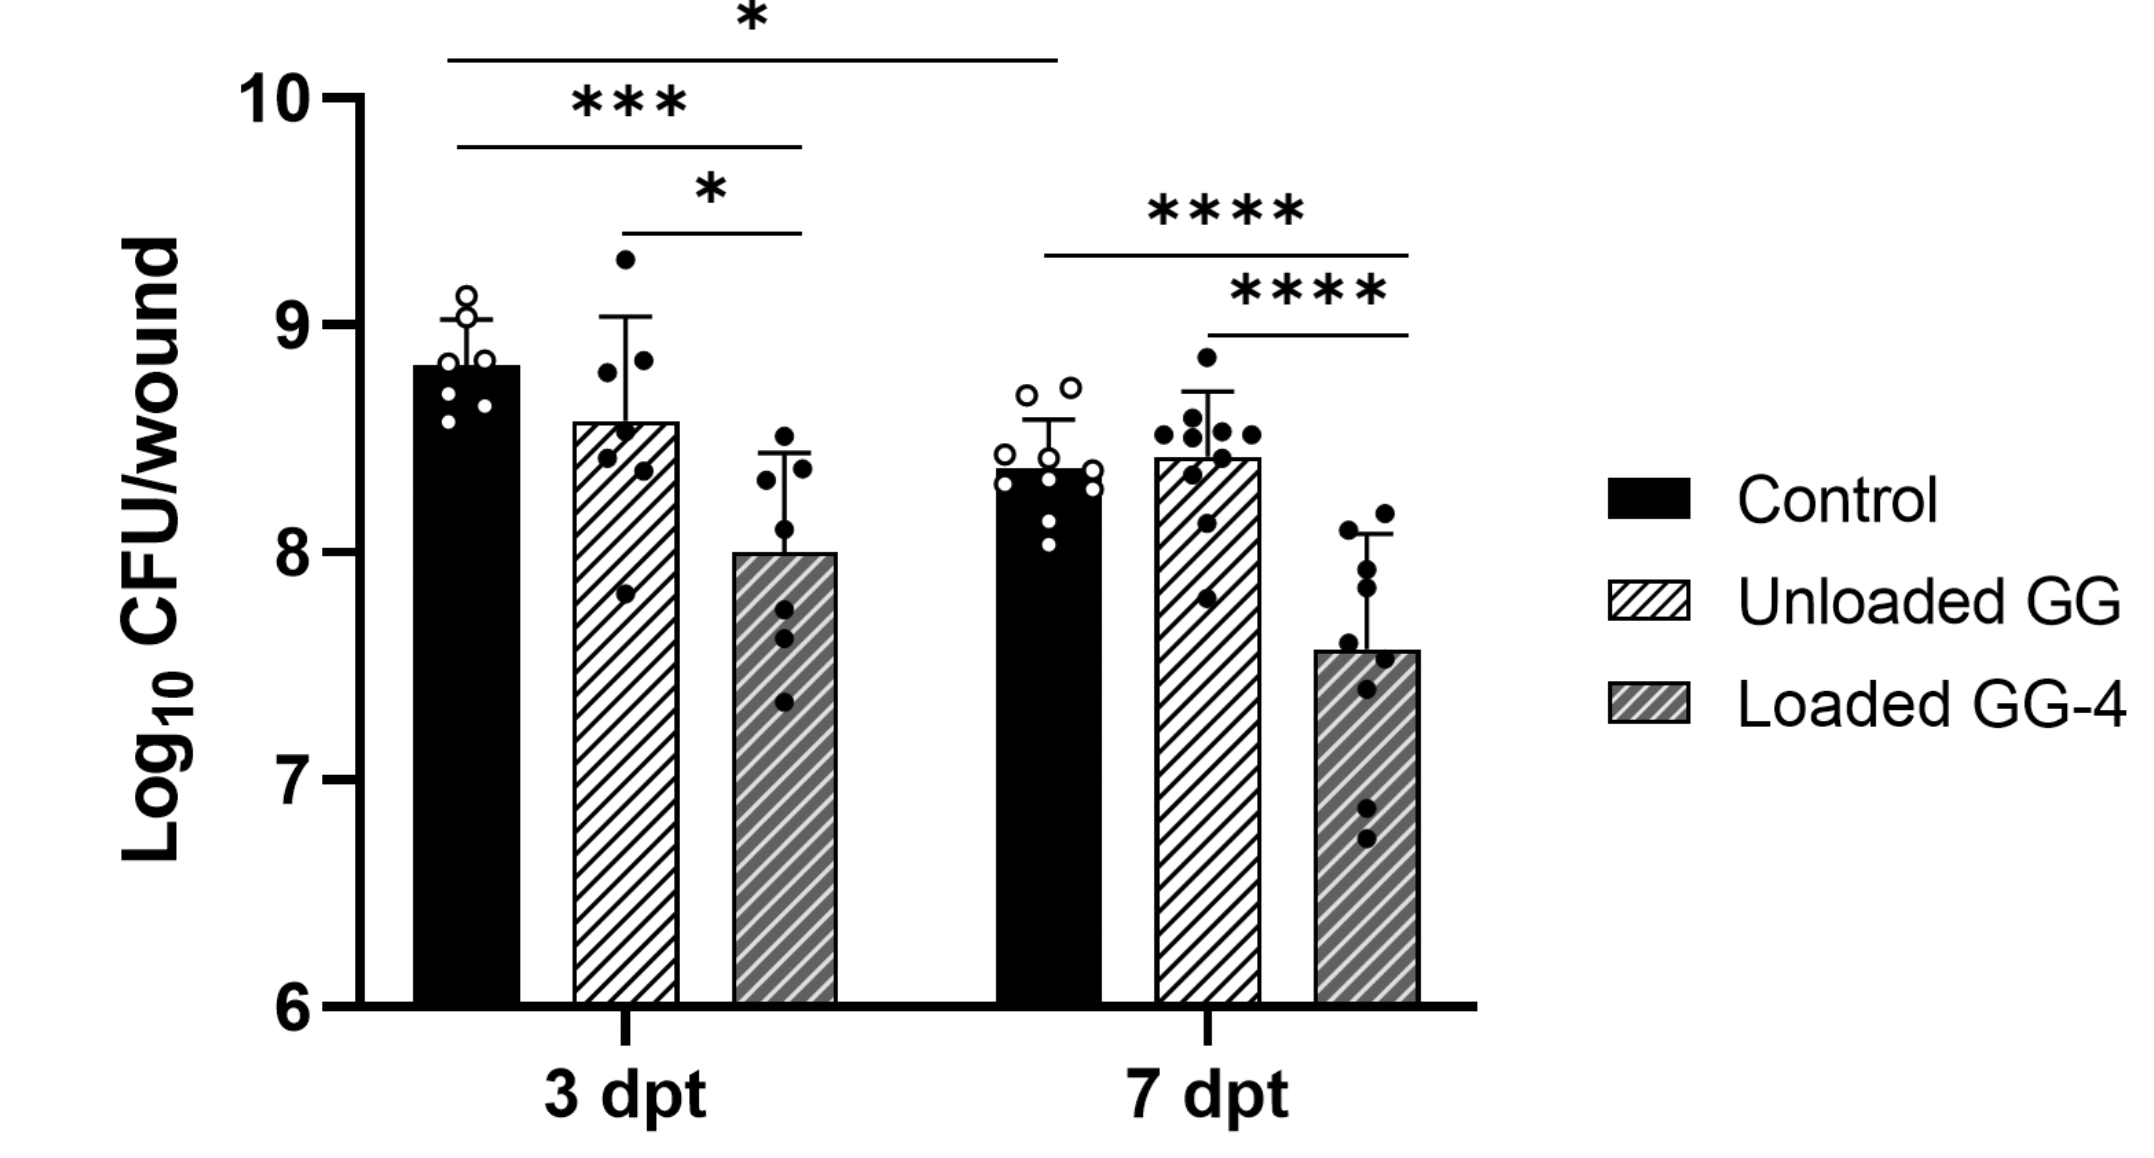 *
***
*
****
****
10
9
8
7
6
Log10 CFU/wound
3 dpt
7 dpt
Control
Unloaded GG
Loaded GG-4